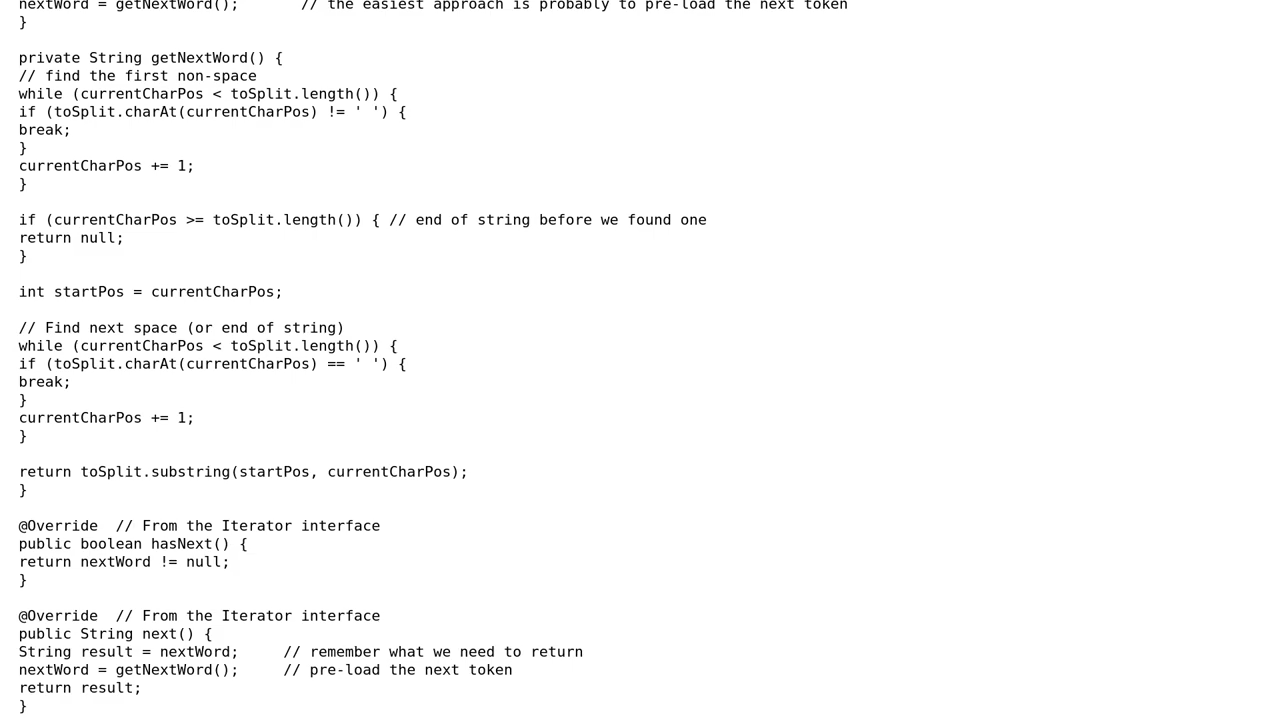 nextWord = getNextWord();       // the easiest approach is probably to pre-load the next token
}
private String getNextWord() {
// find the first non-space
while (currentCharPos < toSplit.length()) {
if (toSplit.charAt(currentCharPos) != ' ') {
break;
}
currentCharPos += 1;
}
if (currentCharPos >= toSplit.length()) { // end of string before we found one
return null;
}
int startPos = currentCharPos;
// Find next space (or end of string)
while (currentCharPos < toSplit.length()) {
if (toSplit.charAt(currentCharPos) == ' ') {
break;
}
currentCharPos += 1;
}
return toSplit.substring(startPos, currentCharPos);
}
@Override  // From the Iterator interface
public boolean hasNext() {
return nextWord != null;
}
@Override  // From the Iterator interface
public String next() {
String result = nextWord;     // remember what we need to return
nextWord = getNextWord();     // pre-load the next token
return result;
}